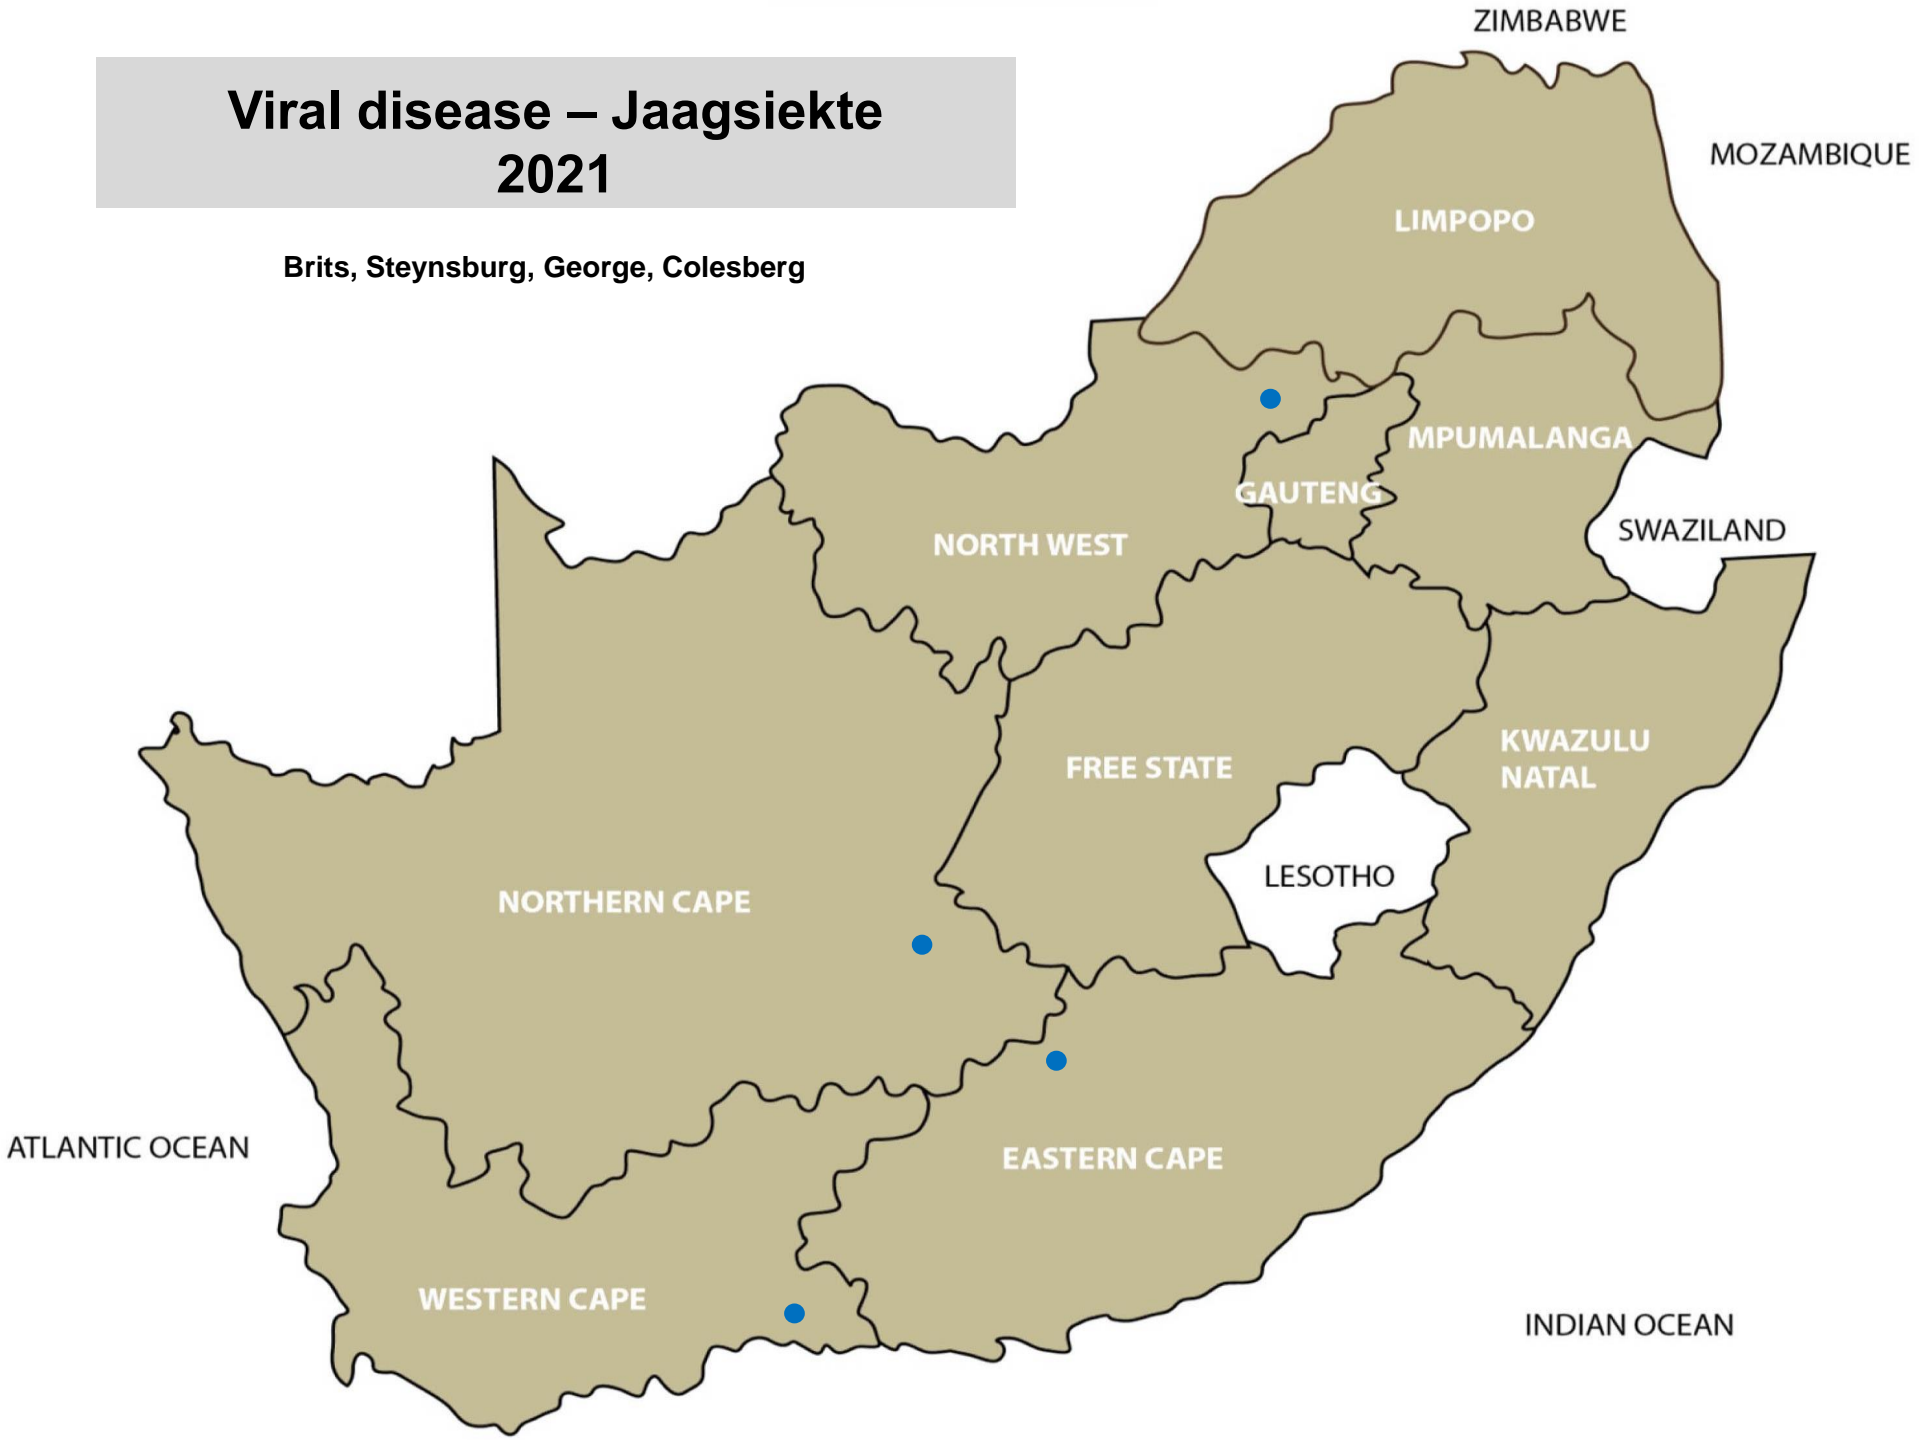 ZIMBABWE
Viral disease – Jaagsiekte
2021
MOZAMBIQUE
LIMPOPO
Brits, Steynsburg, George, Colesberg
MPUMALANGA
GAUTENG
SWAZILAND
NORTH WEST
KWAZULU
NATAL
FREE STATE
LESOTHO
NORTHERN CAPE
ATLANTIC OCEAN
EASTERN CAPE
WESTERN CAPE
INDIAN OCEAN